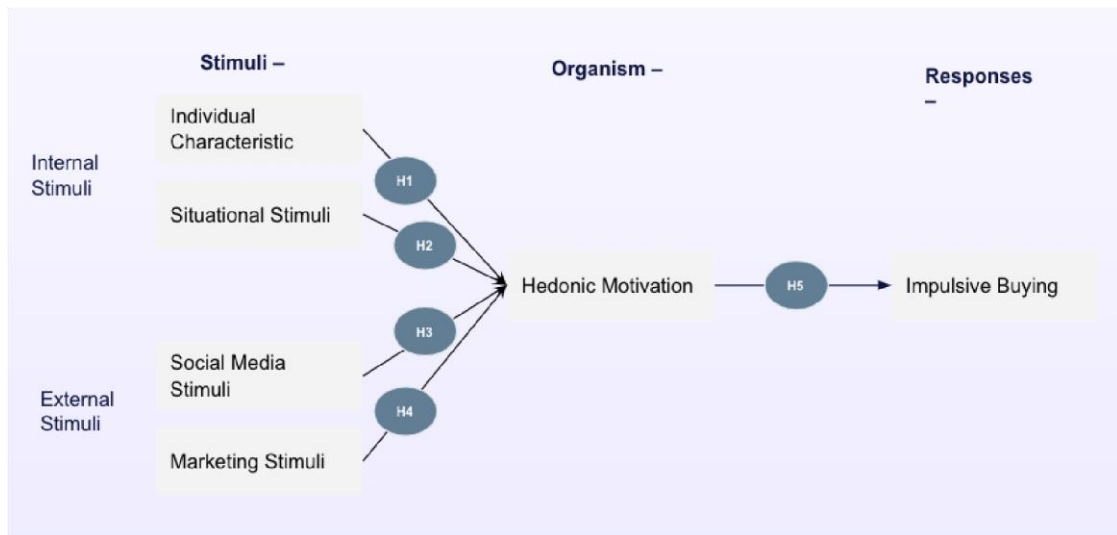 Stimuli –
Organism –
Responses
–
Individual
Characteristic
Internal
Stimuli
H1
Situational Stimuli
H2
Hedonic Motivation
H5
Impulsive Buying
H3
Social Media
Stimuli
External
Stimuli
H4
Marketing Stimuli